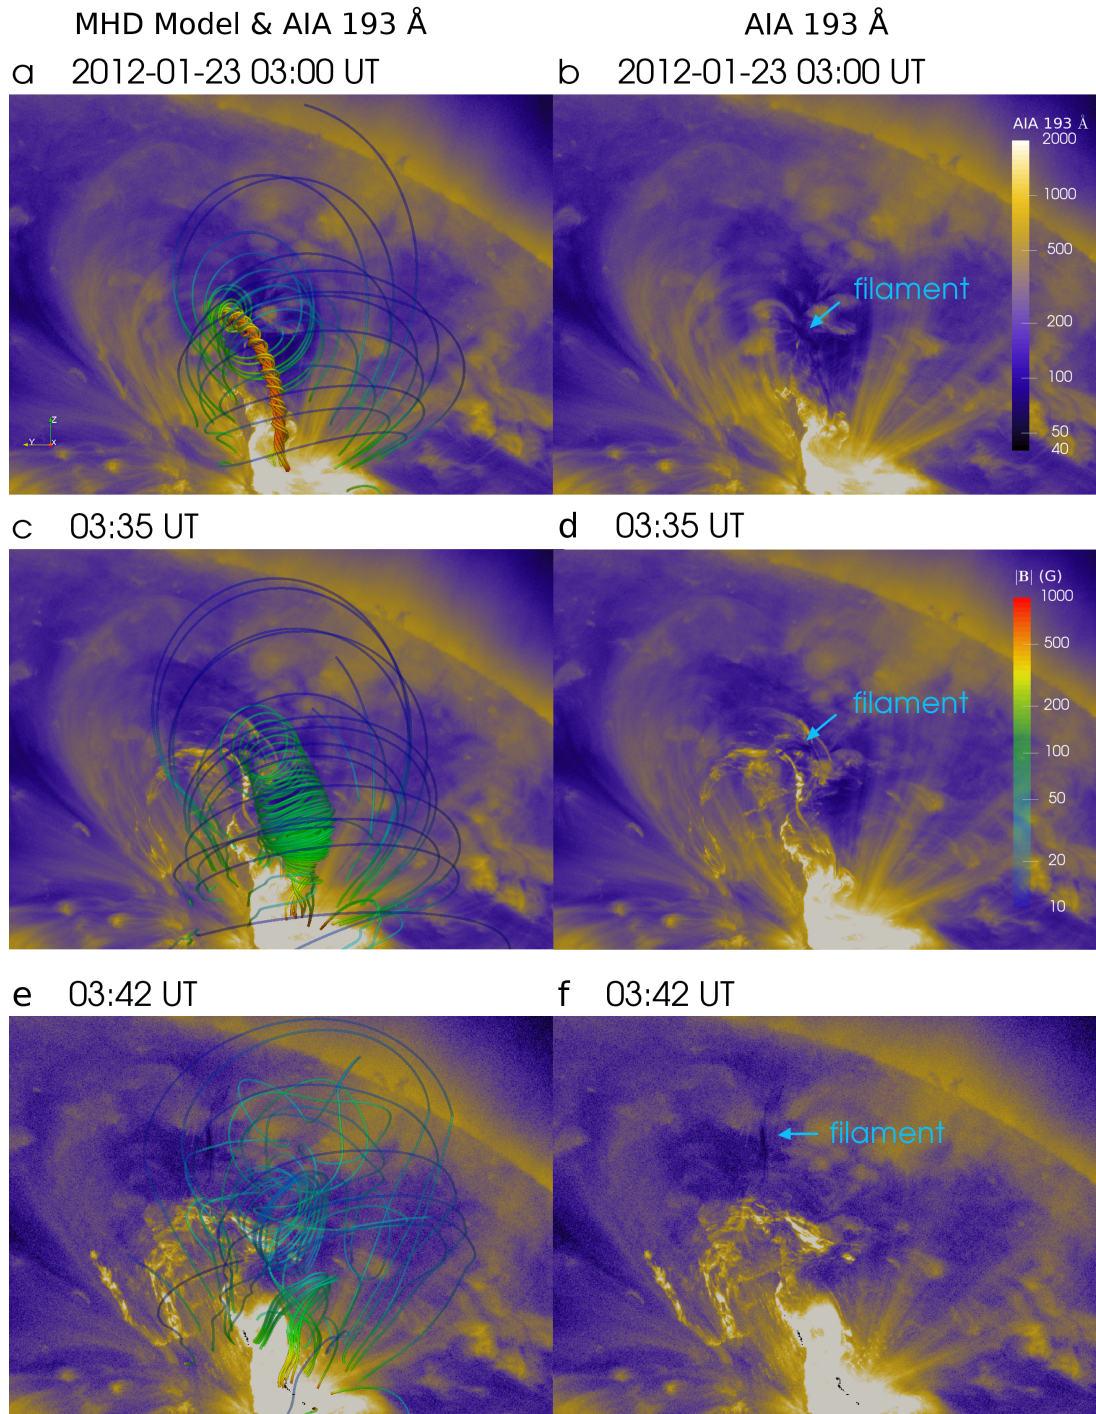 MHD Model & AIA 193 Å
AIA 193 Å
a 2012-01-23 03:00 UT
b 2012-01-23 03:00 UT
AIA 193 Å
2000
1000
500
200
100
50
40
filament
Z
Y
X
c 03:35 UT
d 03:35 UT
|B| (G)
1000
500
200
100
50
20
10
filament
e 03:42 UT
f 03:42 UT
filament